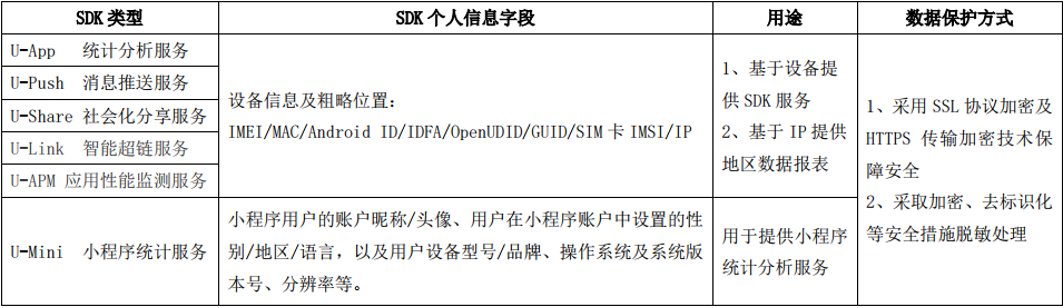 SDK 类型
SDK 个人信息字段
用途
数据保护方式
U-App 统计分析服务
U-Push 消息推送服务
U-Share 社会化分享服务
U-Link 智能超链服务
U-APM 应用性能监测服务
设备信息及粗略位置：
IMEI/MAC/Android ID/IDFA/OpenUDID/GUID/SIM 卡 IMSI/IP
1、基于设备提
供 SDK 服务
2、基于 IP 提供
地区数据报表
1、采用 SSL 协议加密及
HTTPS 传输加密技术保
障安全
2、采取加密、去标识化
等安全措施脱敏处理
U-Mini 小程序统计服务
小程序用户的账户昵称/头像、用户在小程序账户中设置的性
别/地区/语言，以及用户设备型号/品牌、操作系统及系统版
本号、分辨率等。
用于提供小程序
统计分析服务